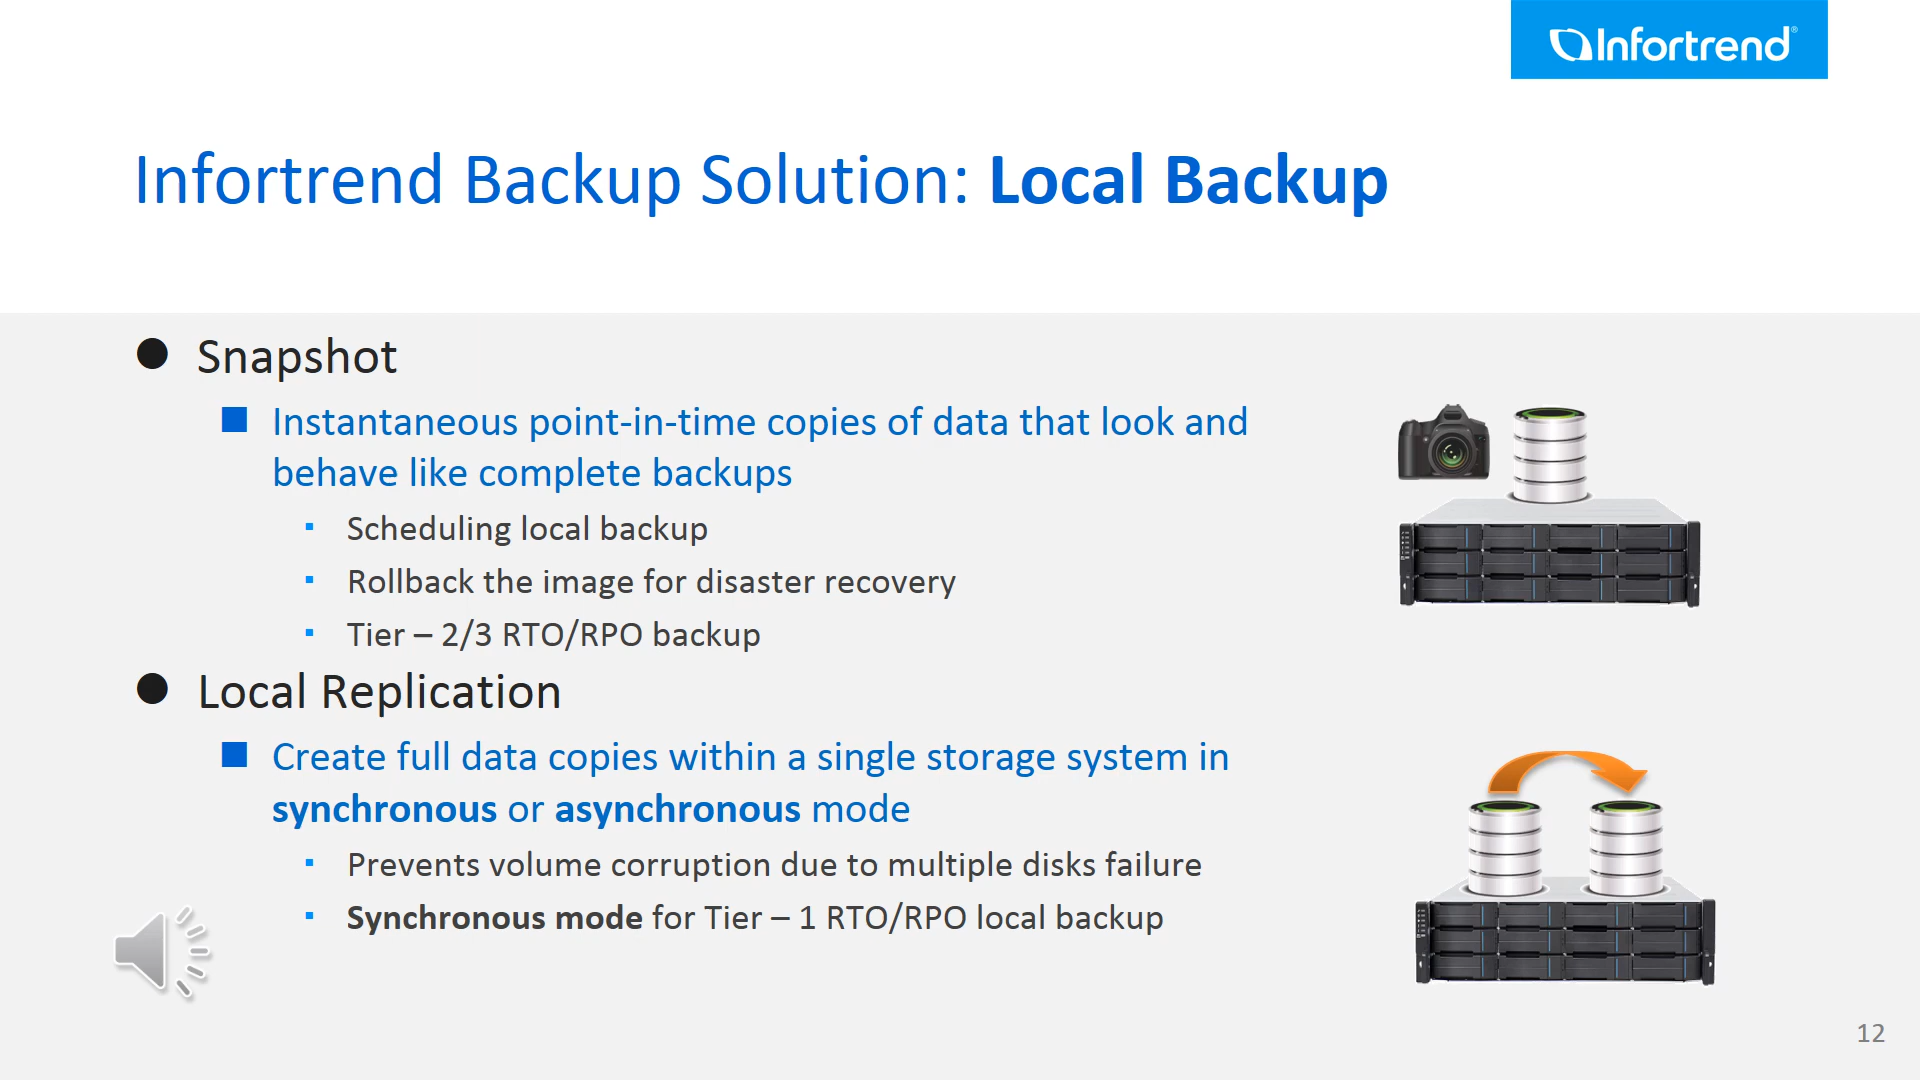 Infortrend®
Infortrend Backup Solution: Local Backup
● Snapshot
■ Instantaneous point-in-time copies of data that look and
behave like complete backups
▪ Scheduling local backup
▪ Rollback the image for disaster recovery
▪ Tier – 2/3 RTO/RPO backup
● Local Replication
■ Create full data copies within a single storage system in
synchronous or asynchronous mode
▪ Prevents volume corruption due to multiple disks failure
▪ Synchronous mode for Tier – 1 RTO/RPO local backup
12